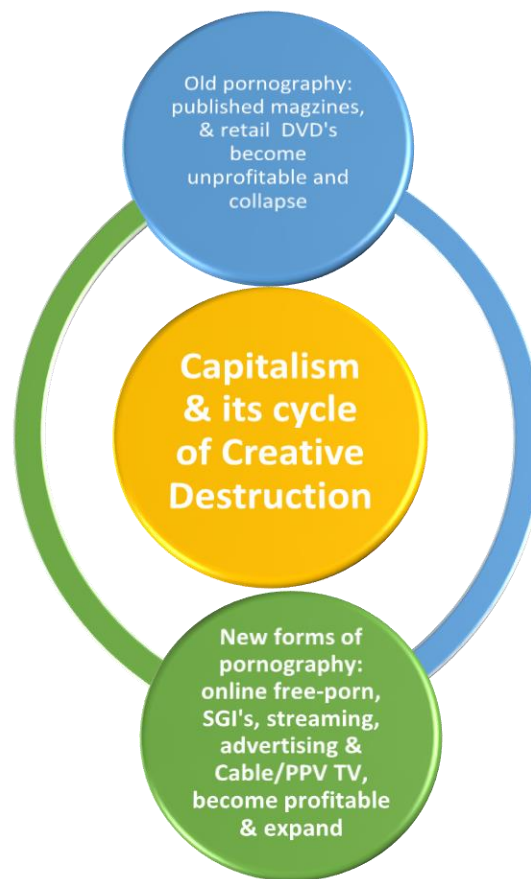 Old pornography:
published magzines,
& retail DVD's
become
unprofitable and
collapse
Capitalism
& its cycle
of Creative
Destruction
New forms of
pornography:
online free-porn,
SGI's, streaming,
advertising &
Cable/PPV TV,
become profitable
& expand